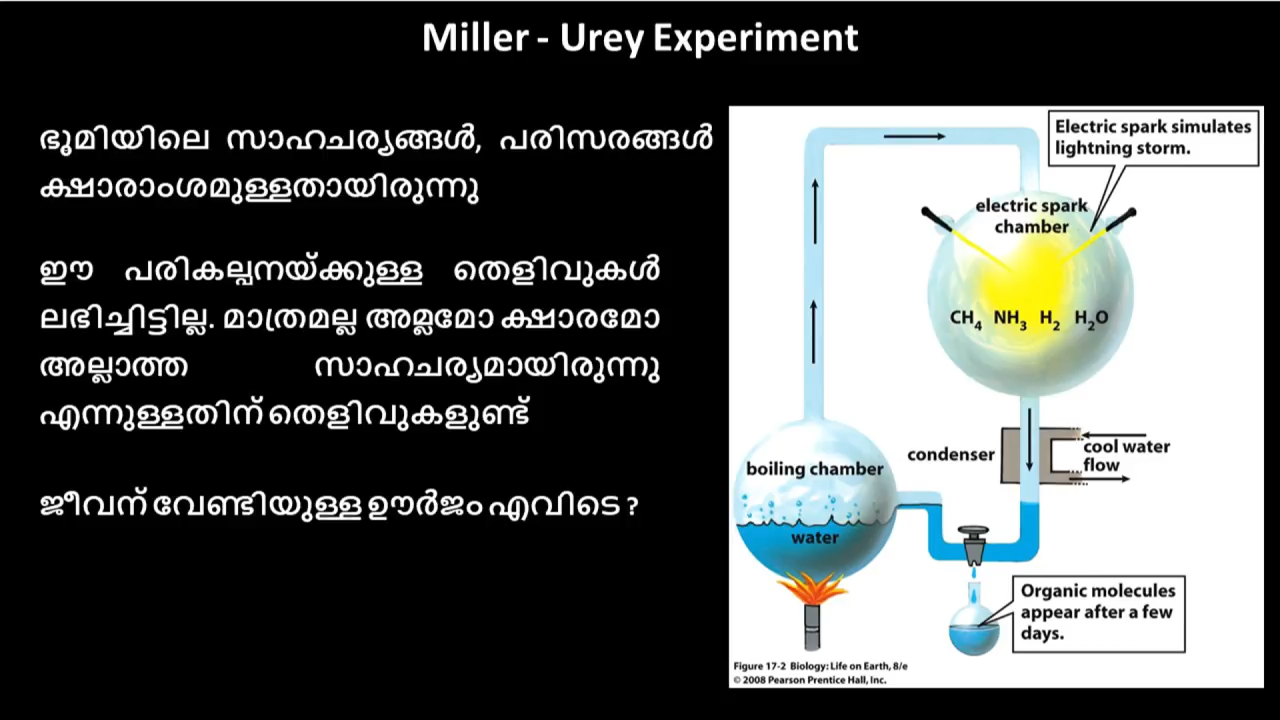 Miller - Urey Experiment
ഭൂമിയിലെ സാഹചര്യങ്ങൾ, പരിസരങ്ങൾ
ക്ഷാരാംശമുള്ളതായിരുന്നു
ഈ പരികല്പനയ്ക്കുള്ള തെളിവുകൾ
ലഭിച്ചിട്ടില്ല. മാത്രമല്ല അമ്ലമോ ക്ഷാരമോ
അല്ലാത്ത സാഹചര്യമായിരുന്നു
എന്നുള്ളതിന് തെളിവുകളുണ്ട്
ജീവന് വേണ്ടിയുള്ള ഊർജം എവിടെ ?
Electric spark simulates
lightning storm.
electric spark
chamber
CH4 NH3 H2 H2O
boiling chamber
water
condenser
cool water
flow
Organic molecules
appear after a few
days.
Figure 17-2 Biology: Life on Earth, 8/e
© 2008 Pearson Prentice Hall, Inc.